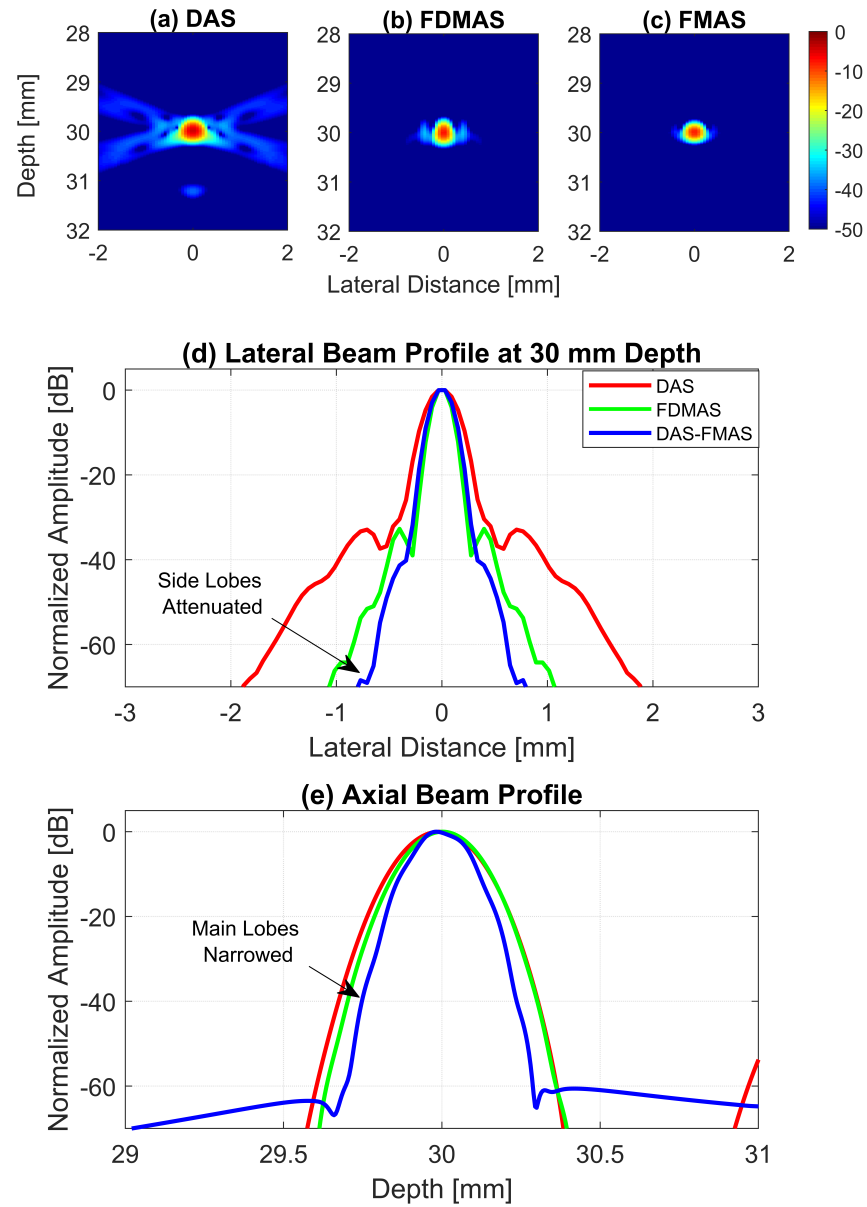 (a) DAS
(b) FDMAS
(c) FMAS
28
29
30
31
32
Depth [mm]
-2
0
2
28
29
30
31
32
-2
0
2
28
29
30
31
32
-2
0
2
Lateral Distance [mm]
0
-10
-20
-30
-40
-50
(d) Lateral Beam Profile at 30 mm Depth
Normalized Amplitude [dB]
0
-20
-40
-60
DAS
FDMAS
DAS-FMAS
Side Lobes
Attenuated
-3
-2
-1
0
1
2
3
Lateral Distance [mm]
(e) Axial Beam Profile
Normalized Amplitude [dB]
0
-20
-40
-60
Main Lobes
Narrowed
29
29.5
30
30.5
31
Depth [mm]